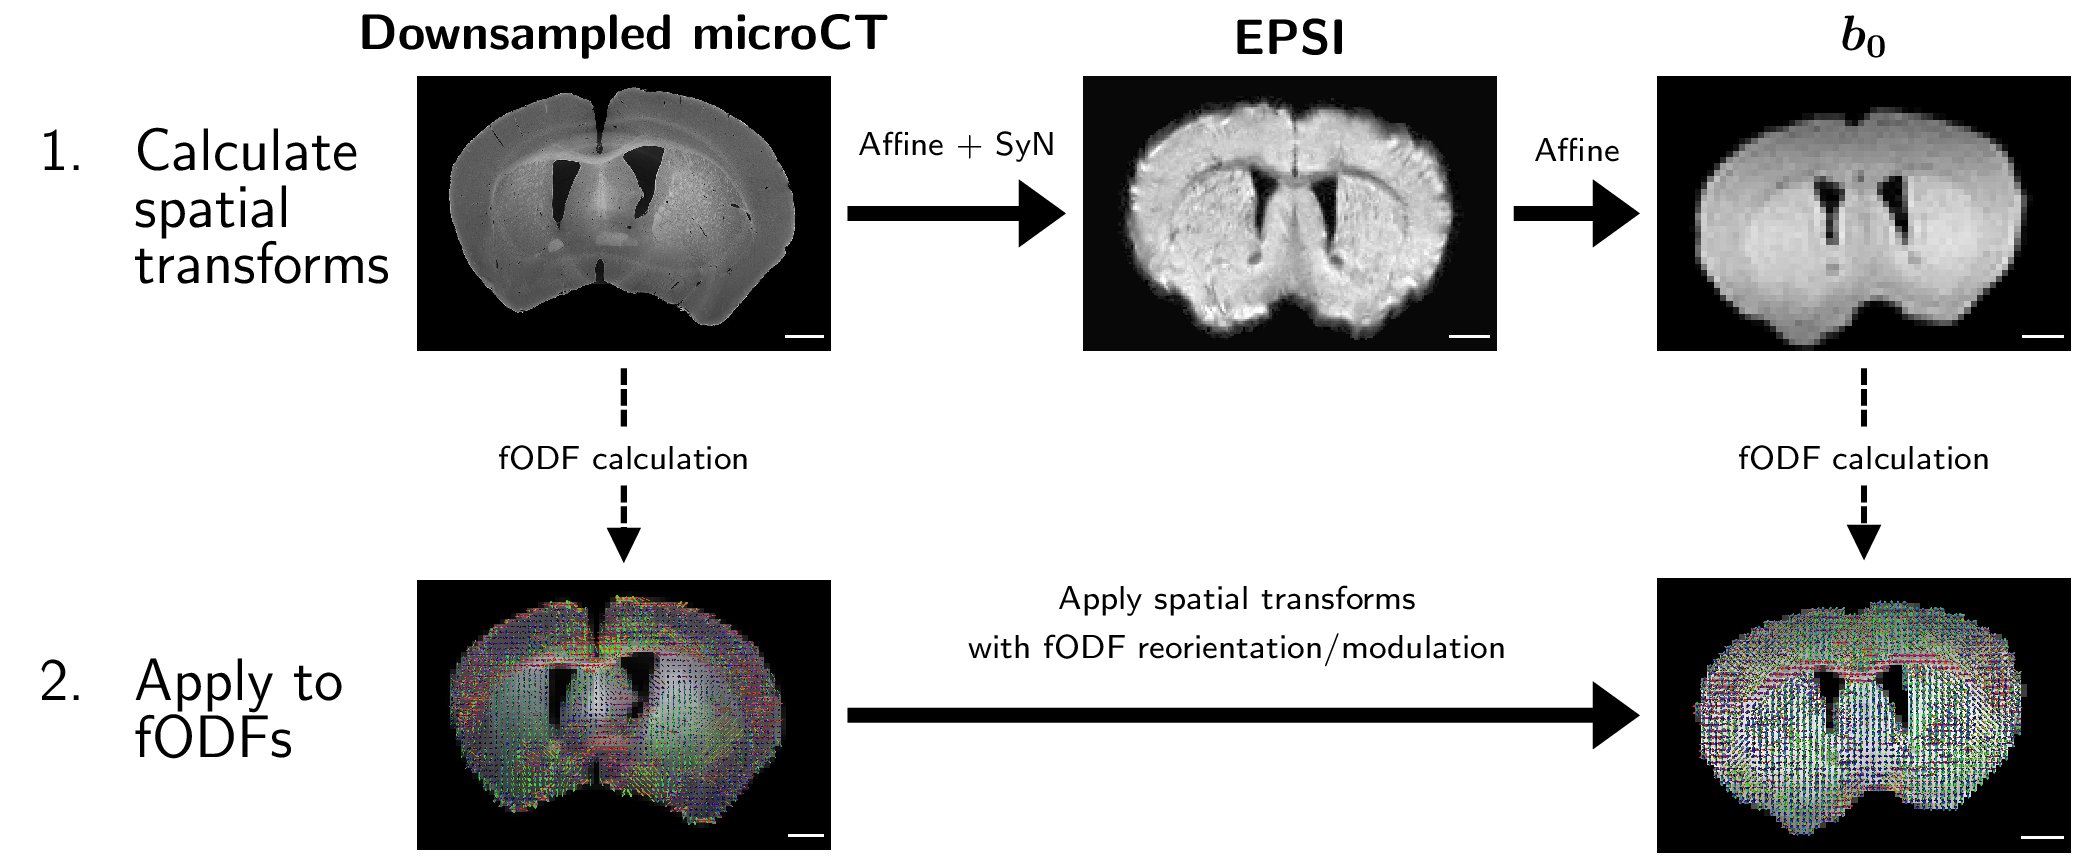 Downsampled microCT
EPSI
b₀
1. Calculate
spatial
transforms
Affine + SyN
Affine
fODF calculation
fODF calculation
Apply spatial transforms
with fODF reorientation/modulation
2. Apply to
fODFs